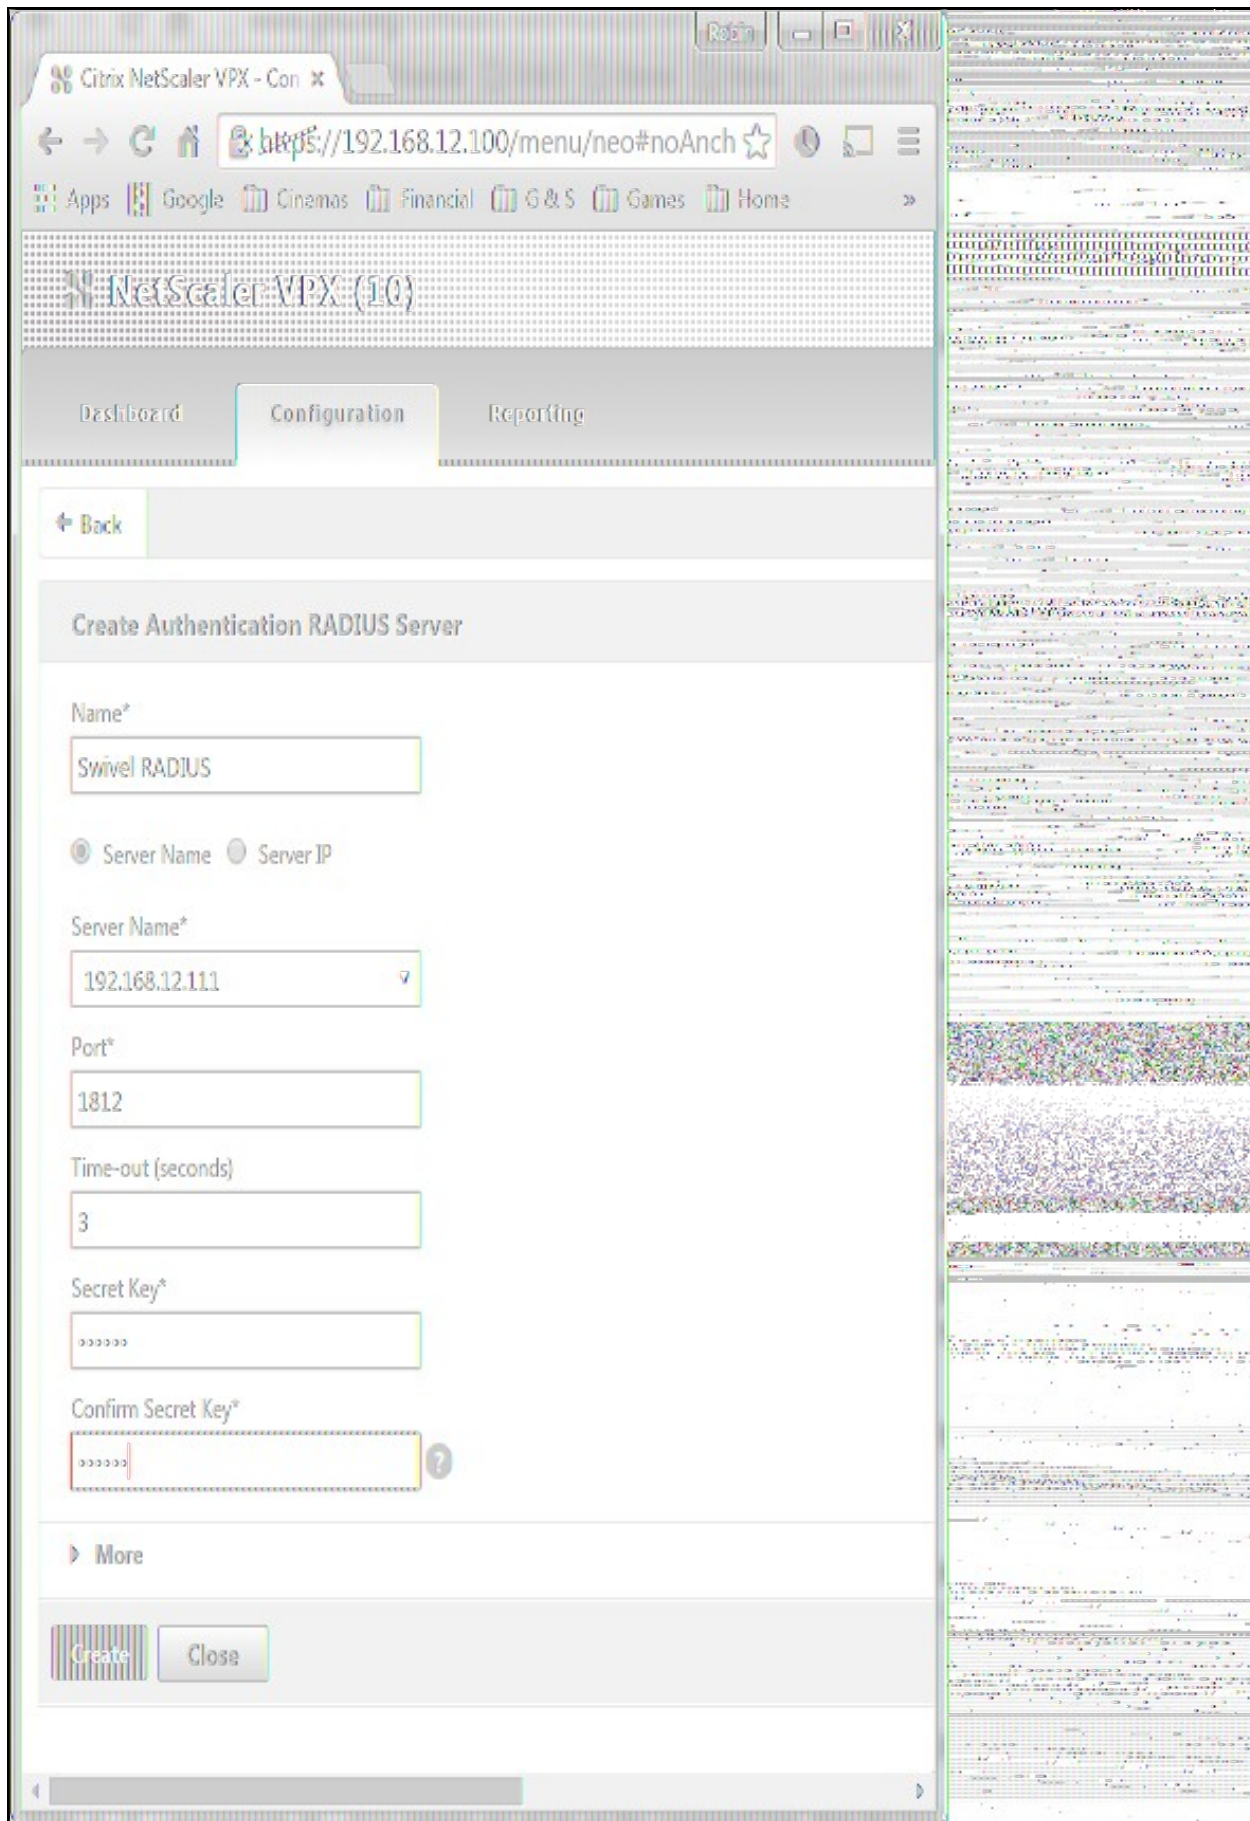 Robin
Citrix NetScaler VPX - Con
https://192.168.12.100/menu/neo#noAnch
Apps Google Cinemas Financial G & S Games Home »
NetScaler VPX (10)
Dashboard Configuration Reporting
Back
Create Authentication RADIUS Server
Name*
Swivel RADIUS
Server Name Server IP
Server Name*
192.168.12.111
Port*
1812
Time-out (seconds)
3
Secret Key*
Confirm Secret Key*
?
More
Create Close